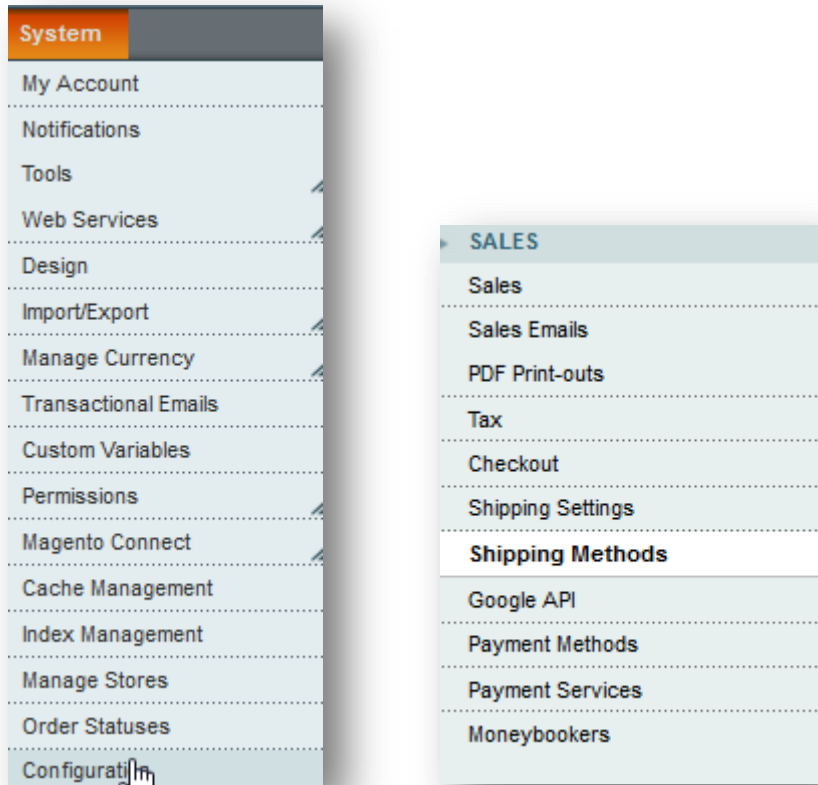 System
My Account
Notifications
Tools
Web Services
Design
Import/Export
Manage Currency
Transactional Emails
Custom Variables
Permissions
Magento Connect
Cache Management
Index Management
Manage Stores
Order Statuses
Configuration
SALES
Sales
Sales Emails
PDF Print-outs
Tax
Checkout
Shipping Settings
Shipping Methods
Google API
Payment Methods
Payment Services
Moneybookers